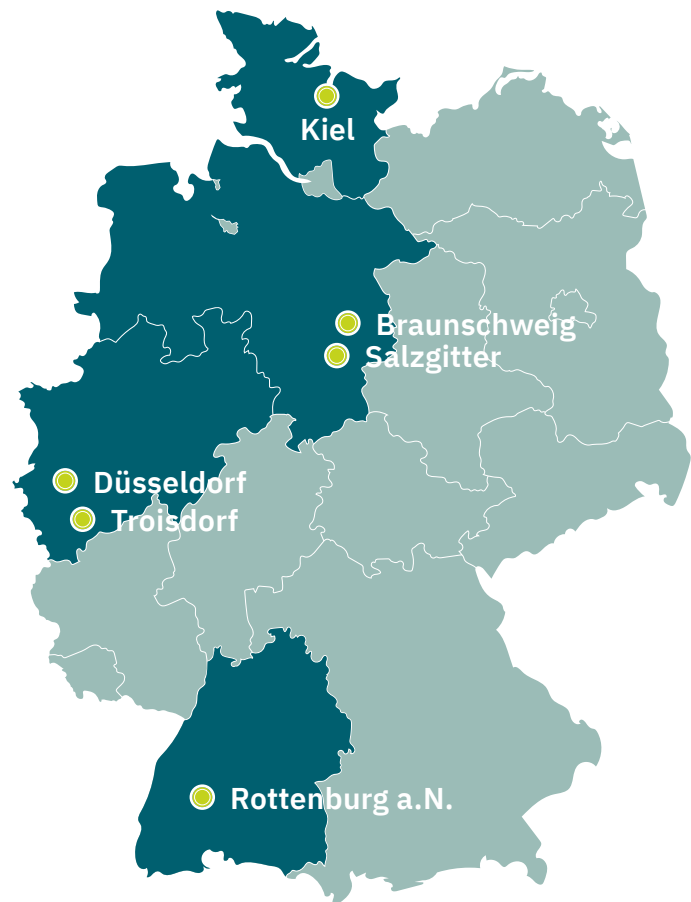 Kiel
Braunschweig
Salzgitter
Düsseldorf
Troisdorf
Rottenburg a.N.